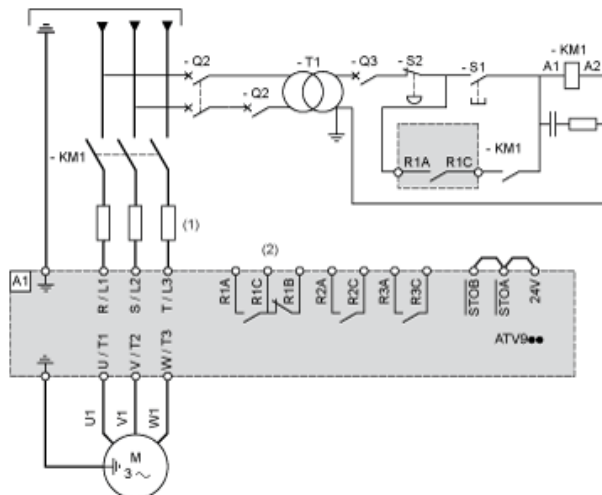 - Q2
- T1
- Q3
- S2
- S1
- KM1
A1
A2
- Q2
- KM1
R1A
R1C
- KM1
(1)
(2)
A1
R / L1
S / L2
T / L3
R1A
R1C
R1B
R2A
R2C
R3A
R3C
STOB
STOA
24V
U / T1
V / T2
W / T3
ATV9●●
U1
V1
W1
M
3 ~